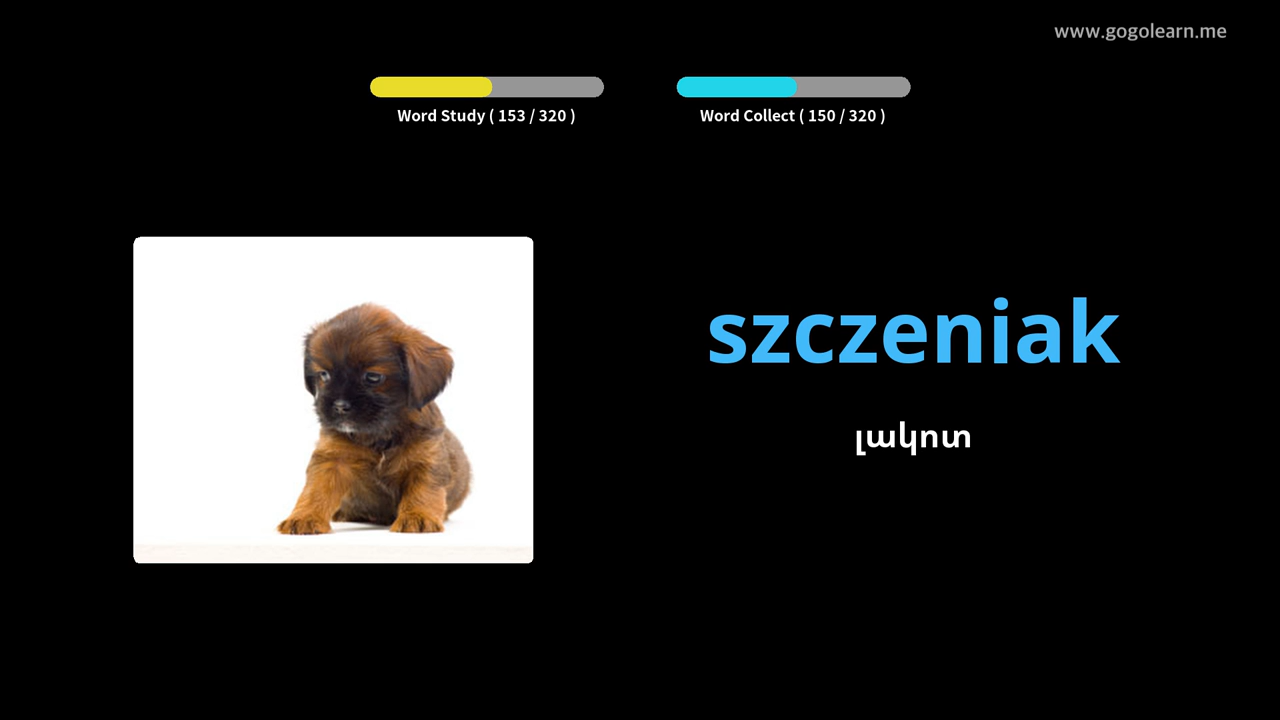 www.gogolearn.me
Word Study ( 153 / 320 )
Word Collect ( 150 / 320 )
szczeniak
լակոտ